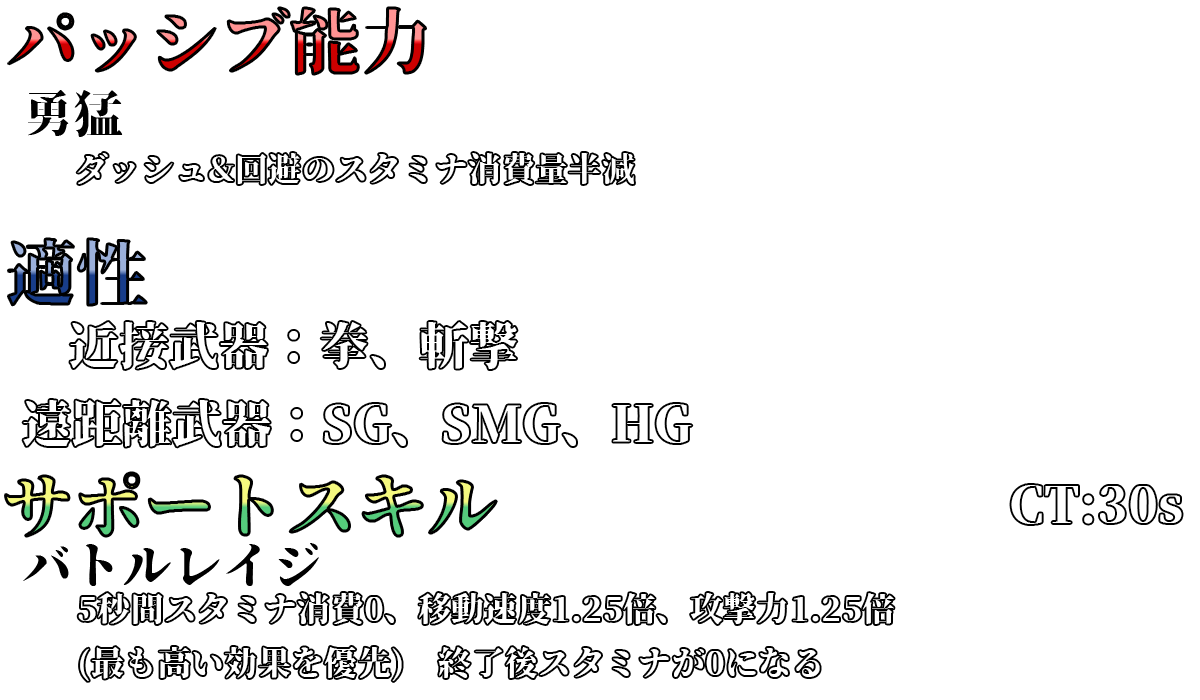 パッシブ能力
勇猛
ダッシュ&回避のスタミナ消費量半減
適性
近接武器：拳、斬撃
遠距離武器：SG、SMG、HG
サポートスキル CT:30s
バトルレイジ
5秒間スタミナ消費0、移動速度1.25倍、攻撃力1.25倍
(最も高い効果を優先)　終了後スタミナが0になる